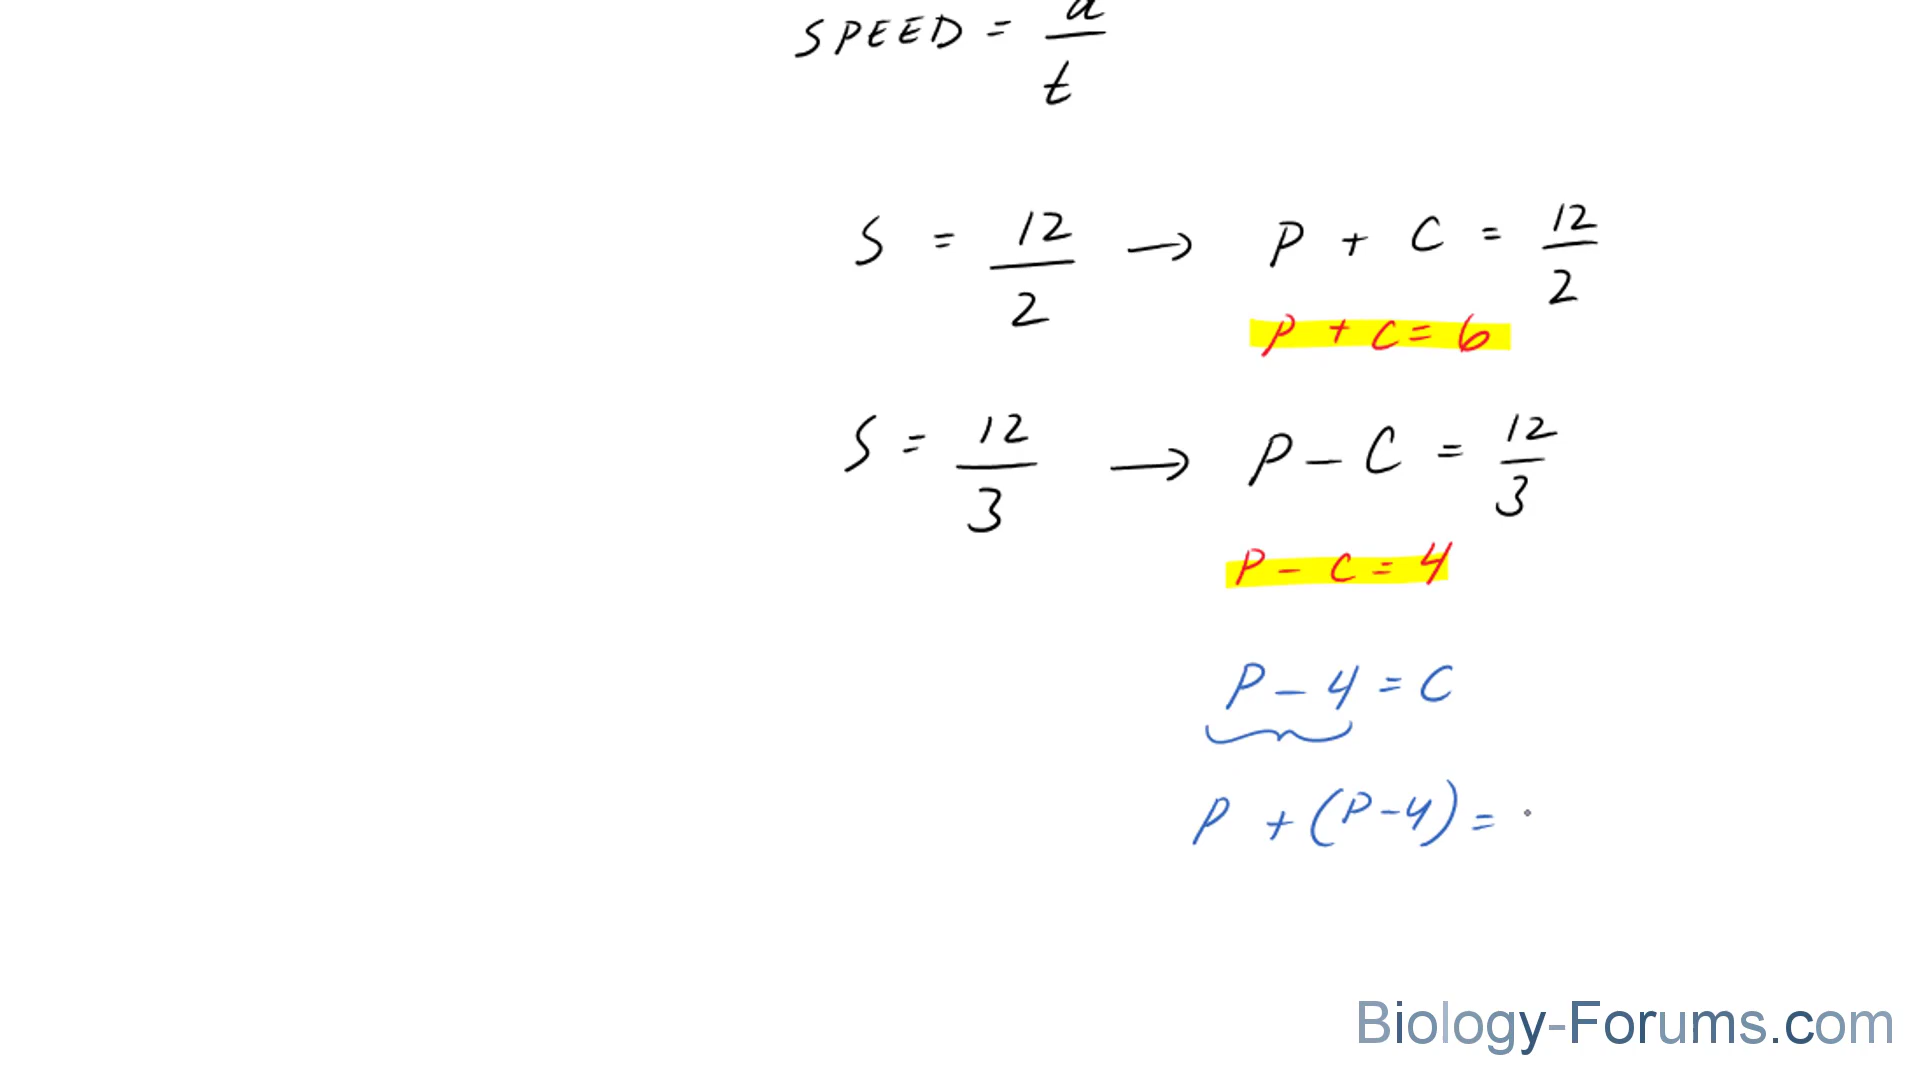 SPEED = d/t
S = 12/2 → P + C = 12/2
P + C = 6
S = 12/3 → P - C = 12/3
P - C = 4
P - 4 = C
P + (P - 4) =
Biology-Forums.com